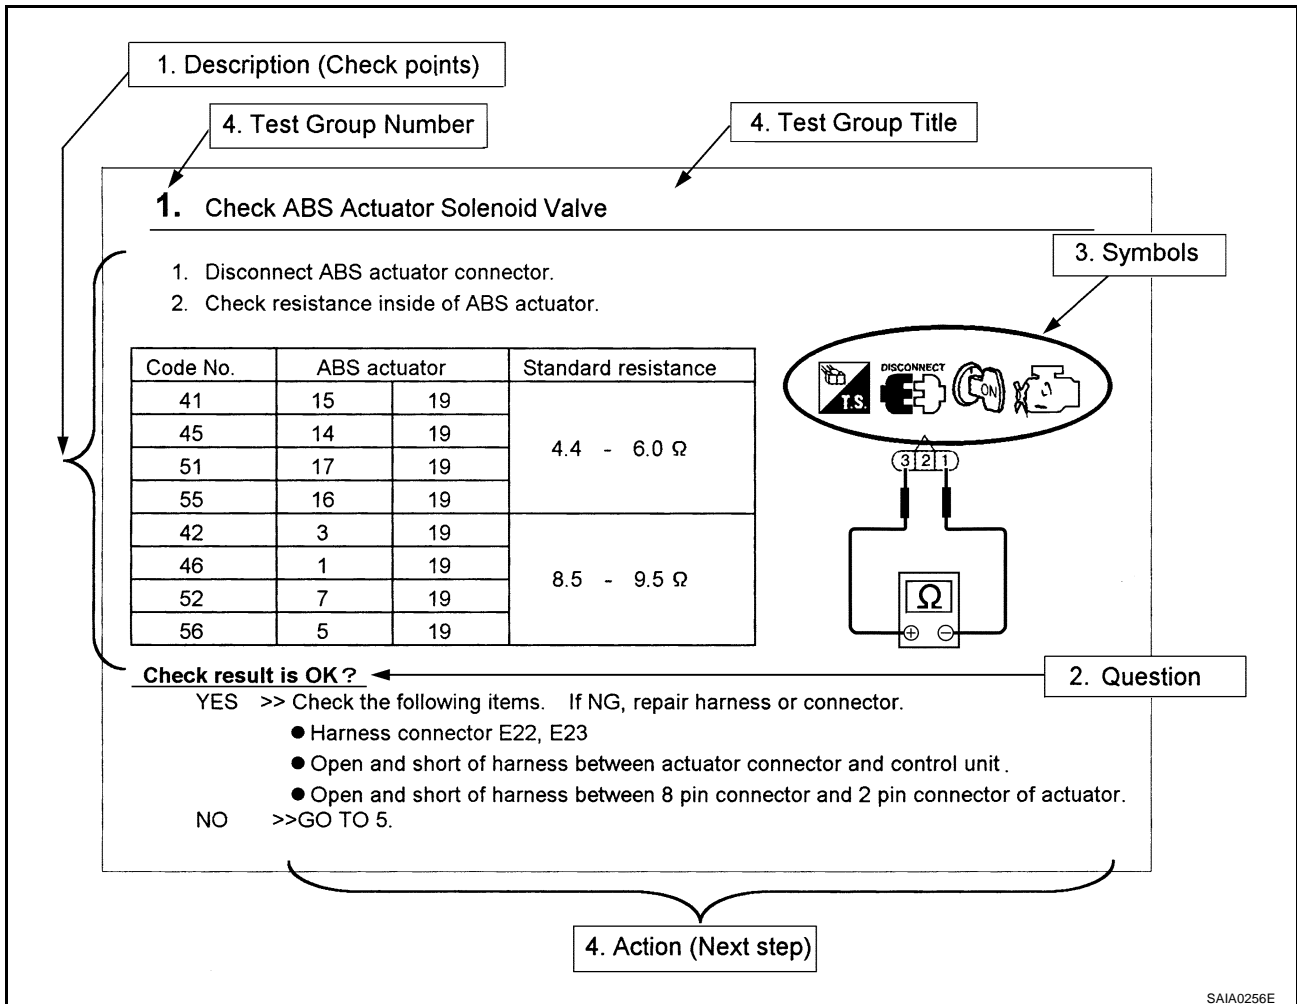 1. Description (Check points)
4. Test Group Number
4. Test Group Title
1. Check ABS Actuator Solenoid Valve
3. Symbols
1. Disconnect ABS actuator connector.
2. Check resistance inside of ABS actuator.
Code No. ABS actuator Standard resistance
41 15 19
45 14 19
51 17 19
55 16 19
4.4 - 6.0 Ω
42 3 19
46 1 19
52 7 19
56 5 19
8.5 - 9.5 Ω
T.S.
DISCONNECT
ON
3 2 1
Ω
+ −
Check result is OK?
2. Question
YES >> Check the following items. If NG, repair harness or connector.
● Harness connector E22, E23
● Open and short of harness between actuator connector and control unit.
● Open and short of harness between 8 pin connector and 2 pin connector of actuator.
NO >>GO TO 5.
4. Action (Next step)
SAIA0256E